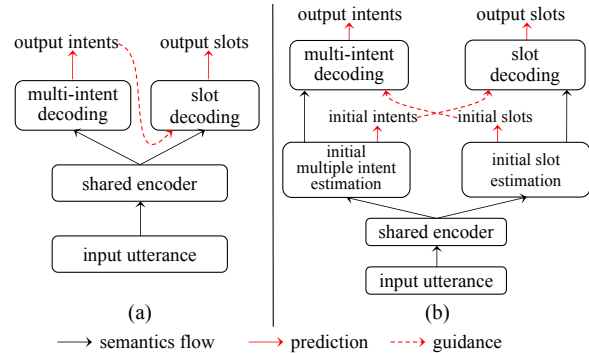 output intents
output slots
multi-intent
decoding
slot
decoding
shared encoder
input utterance
(a)
output intents
output slots
multi-intent
decoding
slot
decoding
initial intents
initial slots
initial
multiple intent
estimation
initial slot
estimation
shared encoder
input utterance
(b)
semantics flow
prediction
guidance